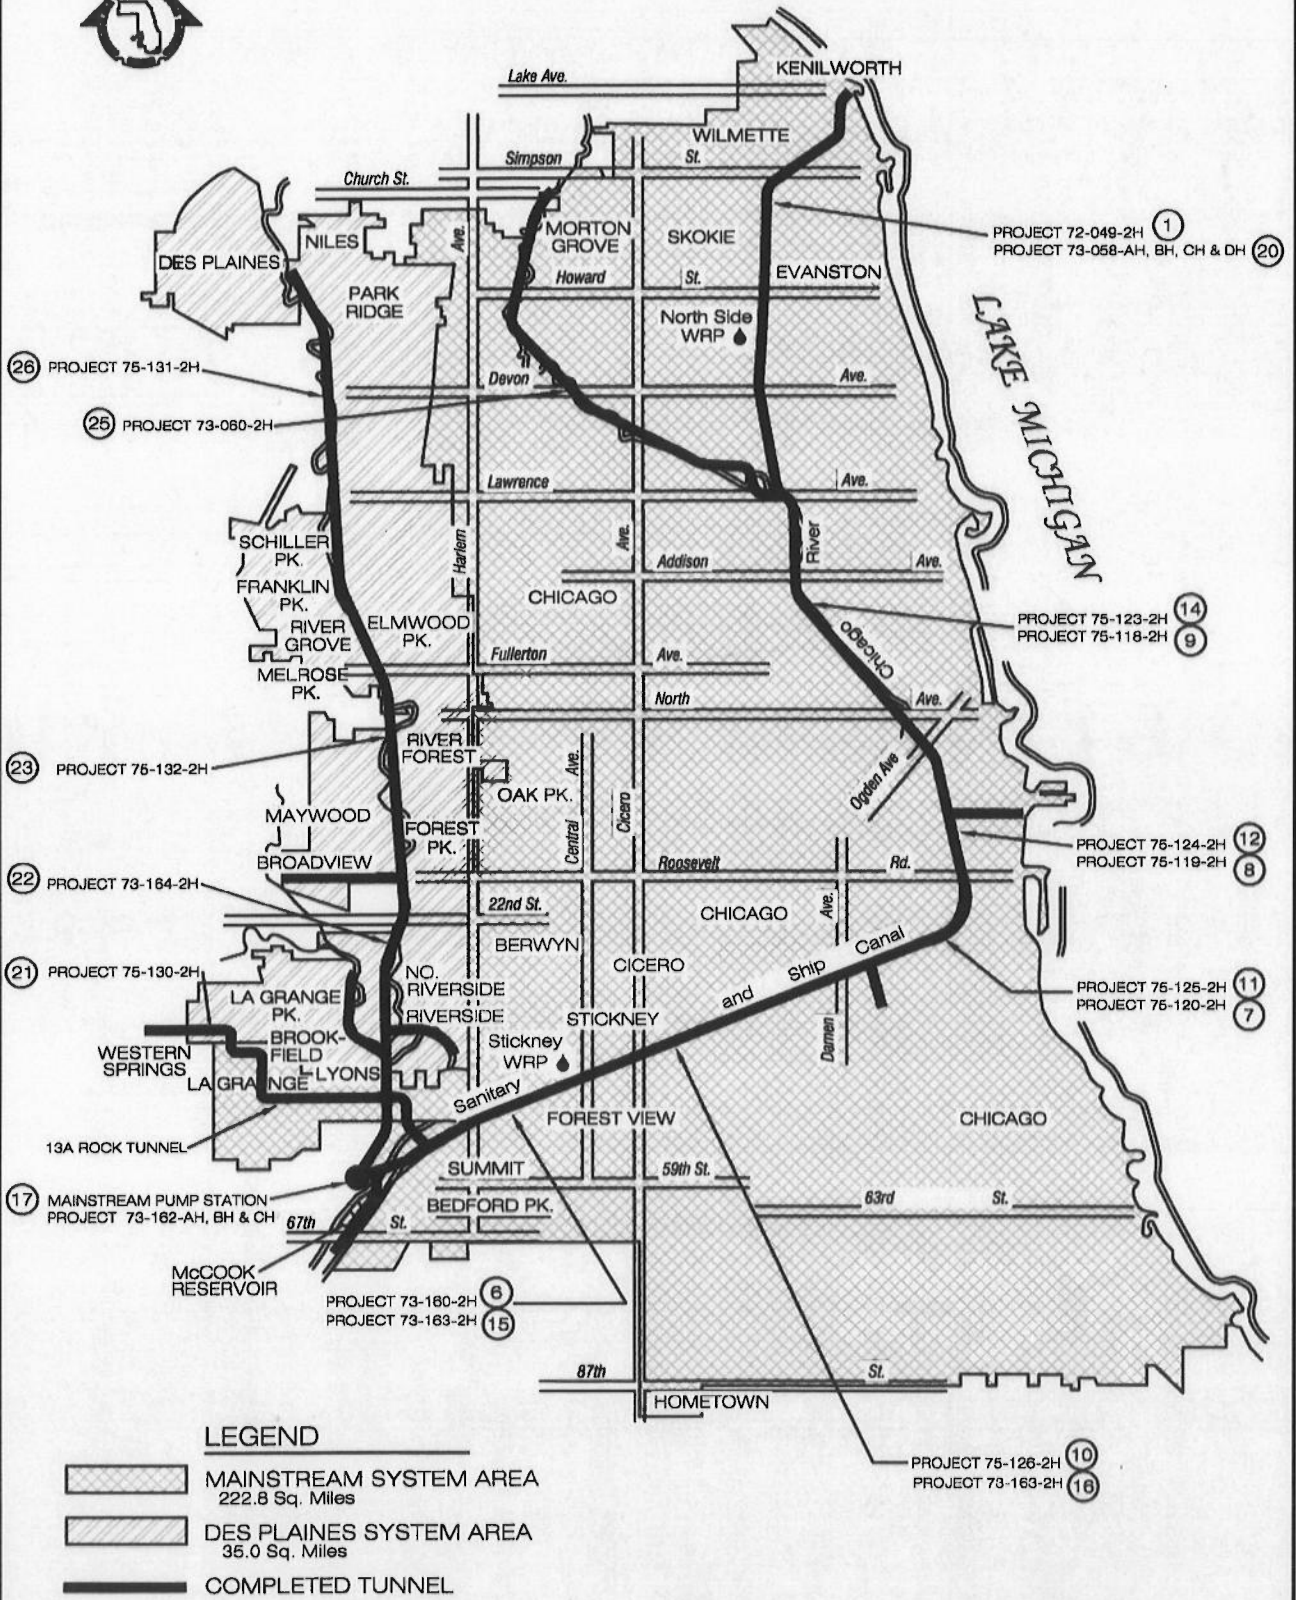 KENILWORTH
Lake Ave.
WILMETTE
Simpson
St.
Church St.
Ave.
MORTON
GROVE
SKOKIE
NILES
DES PLAINES
EVANSTON
Howard
St.
PARK
RIDGE
North Side
WRP
PROJECT 72-049-2H 1
PROJECT 73-058-AH, BH, CH & DH 20
LAKE MICHIGAN
26 PROJECT 75-131-2H
Devon
Ave.
25 PROJECT 73-060-2H
Lawrence
Ave.
Harlem
Ave.
River
SCHILLER
PK.
Addison
Ave.
FRANKLIN
PK.
CHICAGO
RIVER
GROVE
ELMWOOD
PK.
Chicago
PROJECT 75-123-2H 14
PROJECT 75-118-2H 9
Fullerton
Ave.
MELROSE
PK.
North
Ave.
RIVER
FOREST
23 PROJECT 75-132-2H
Ave.
Ogden Ave
OAK PK.
MAYWOOD
Cicero
Central
FOREST
PK.
PROJECT 75-124-2H 12
PROJECT 75-119-2H 8
BROADVIEW
Roosevelt
Rd.
22 PROJECT 73-164-2H
22nd St.
CHICAGO
Ave.
BERWYN
Canal
Ship
and
CICERO
21 PROJECT 75-130-2H
NO.
RIVERSIDE
LA GRANGE
PK.
RIVERSIDE
PROJECT 75-125-2H 11
PROJECT 75-120-2H 7
STICKNEY
BROOK-
FIELD
Stickney
WRP
Damen
WESTERN
SPRINGS
LYONS
LA GRANGE
Sanitary
FOREST VIEW
CHICAGO
13A ROCK TUNNEL
SUMMIT
59th St.
17 MAINSTREAM PUMP STATION
PROJECT 73-162-AH, BH & CH
BEDFORD PK.
63rd
St.
67th
St.
McCOOK
RESERVOIR
PROJECT 73-160-2H 6
PROJECT 73-163-2H 15
87th
St.
HOMETOWN
PROJECT 75-126-2H 10
PROJECT 73-163-2H 16
LEGEND
MAINSTREAM SYSTEM AREA
222.8 Sq. Miles
DES PLAINES SYSTEM AREA
35.0 Sq. Miles
COMPLETED TUNNEL